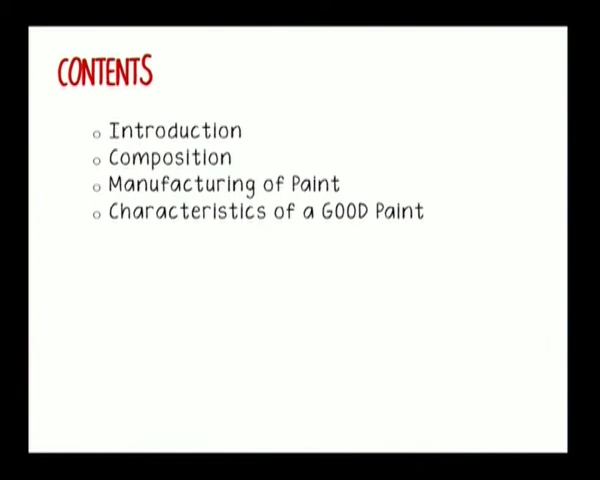 CONTENTS
Introduction
Composition
Manufacturing of Paint
Characteristics of a GOOD Paint